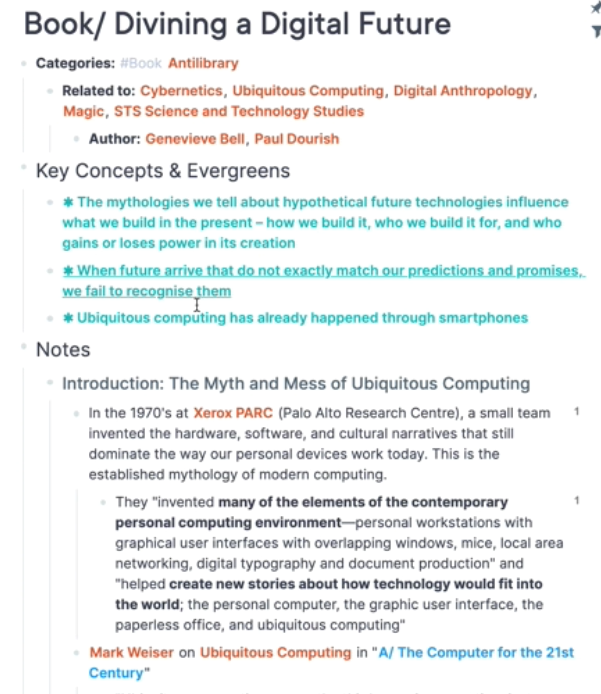 Book/ Divining a Digital Future
Categories: #Book Antilibrary
Related to: Cybernetics, Ubiquitous Computing, Digital Anthropology,
Magic, STS Science and Technology Studies
Author: Genevieve Bell, Paul Dourish
Key Concepts & Evergreens
✱ The mythologies we tell about hypothetical future technologies influence
what we build in the present – how we build it, who we build it for, and who
gains or loses power in its creation
✱ When future arrive that do not exactly match our predictions and promises,
we fail to recognise them
✱ Ubiquitous computing has already happened through smartphones
Notes
Introduction: The Myth and Mess of Ubiquitous Computing
In the 1970's at Xerox PARC (Palo Alto Research Centre), a small team 1
invented the hardware, software, and cultural narratives that still
dominate the way our personal devices work today. This is the
established mythology of modern computing.
They "invented many of the elements of the contemporary 1
personal computing environment—personal workstations with
graphical user interfaces with overlapping windows, mice, local area
networking, digital typography and document production" and
"helped create new stories about how technology would fit into
the world; the personal computer, the graphic user interface, the
paperless office, and ubiquitous computing"
Mark Weiser on Ubiquitous Computing in "A/ The Computer for the 21st
Century"